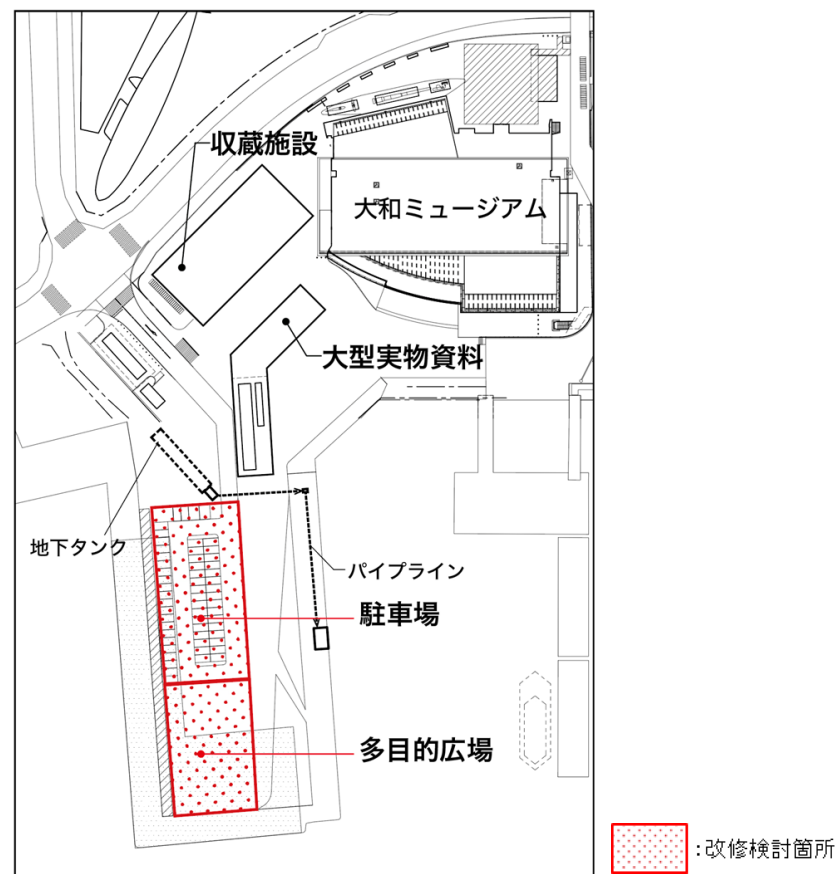 収蔵施設
大和ミュージアム
大型実物資料
地下タンク
パイプライン
駐車場
多目的広場
:改修検討箇所